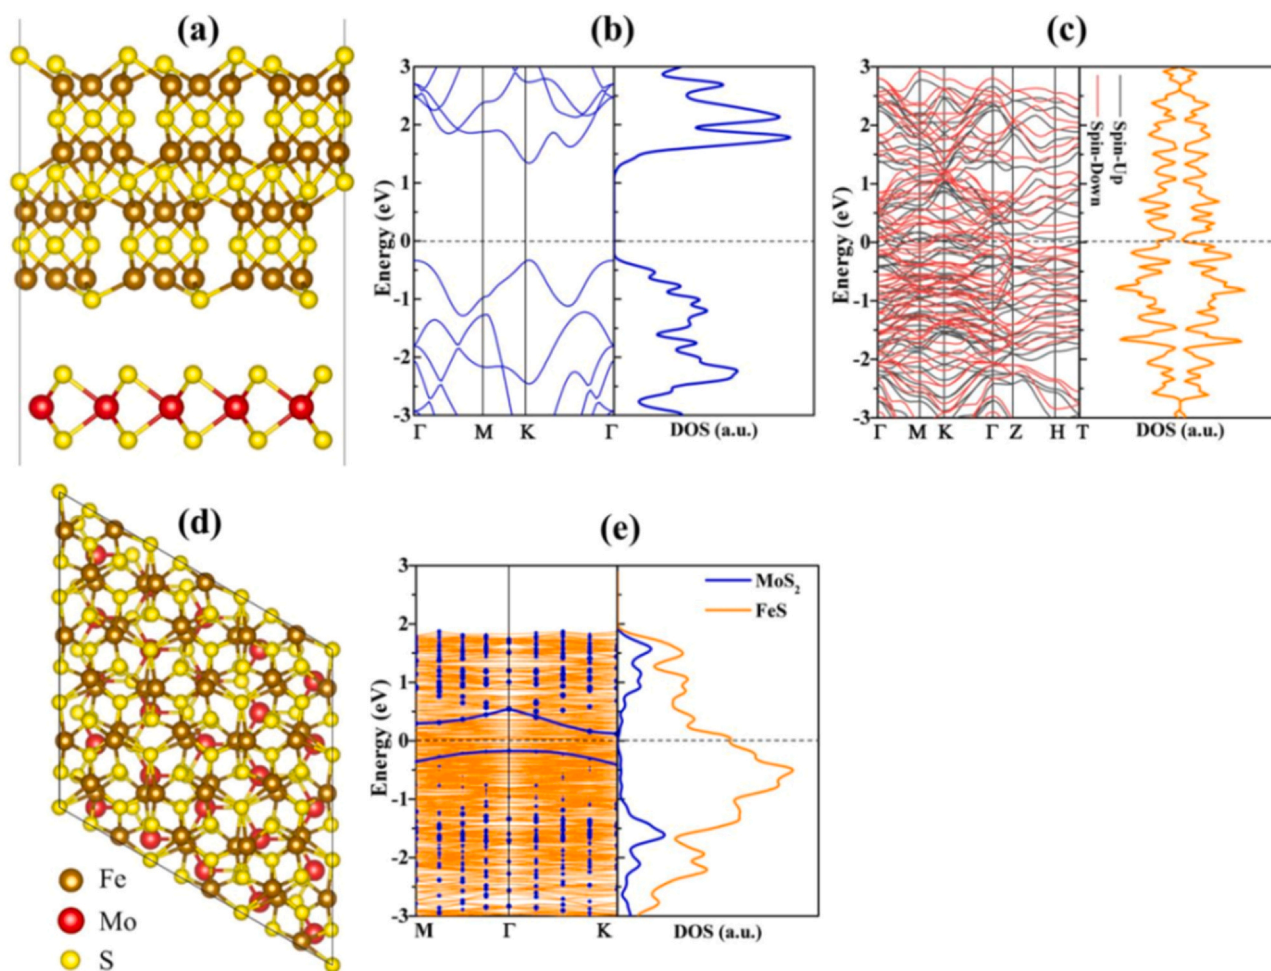 (a)
(b)
(c)
3
2
1
0
-1
-2
-3
Energy (eV)
Γ M K Γ
DOS (a.u.)
3
2
1
0
-1
-2
-3
Energy (eV)
Spin-Up
Spin-Down
Γ M K Γ Z H T
DOS (a.u.)
(d)
Fe
Mo
S
(e)
3
2
1
0
-1
-2
-3
Energy (eV)
MoS₂
FeS
M Γ K
DOS (a.u.)